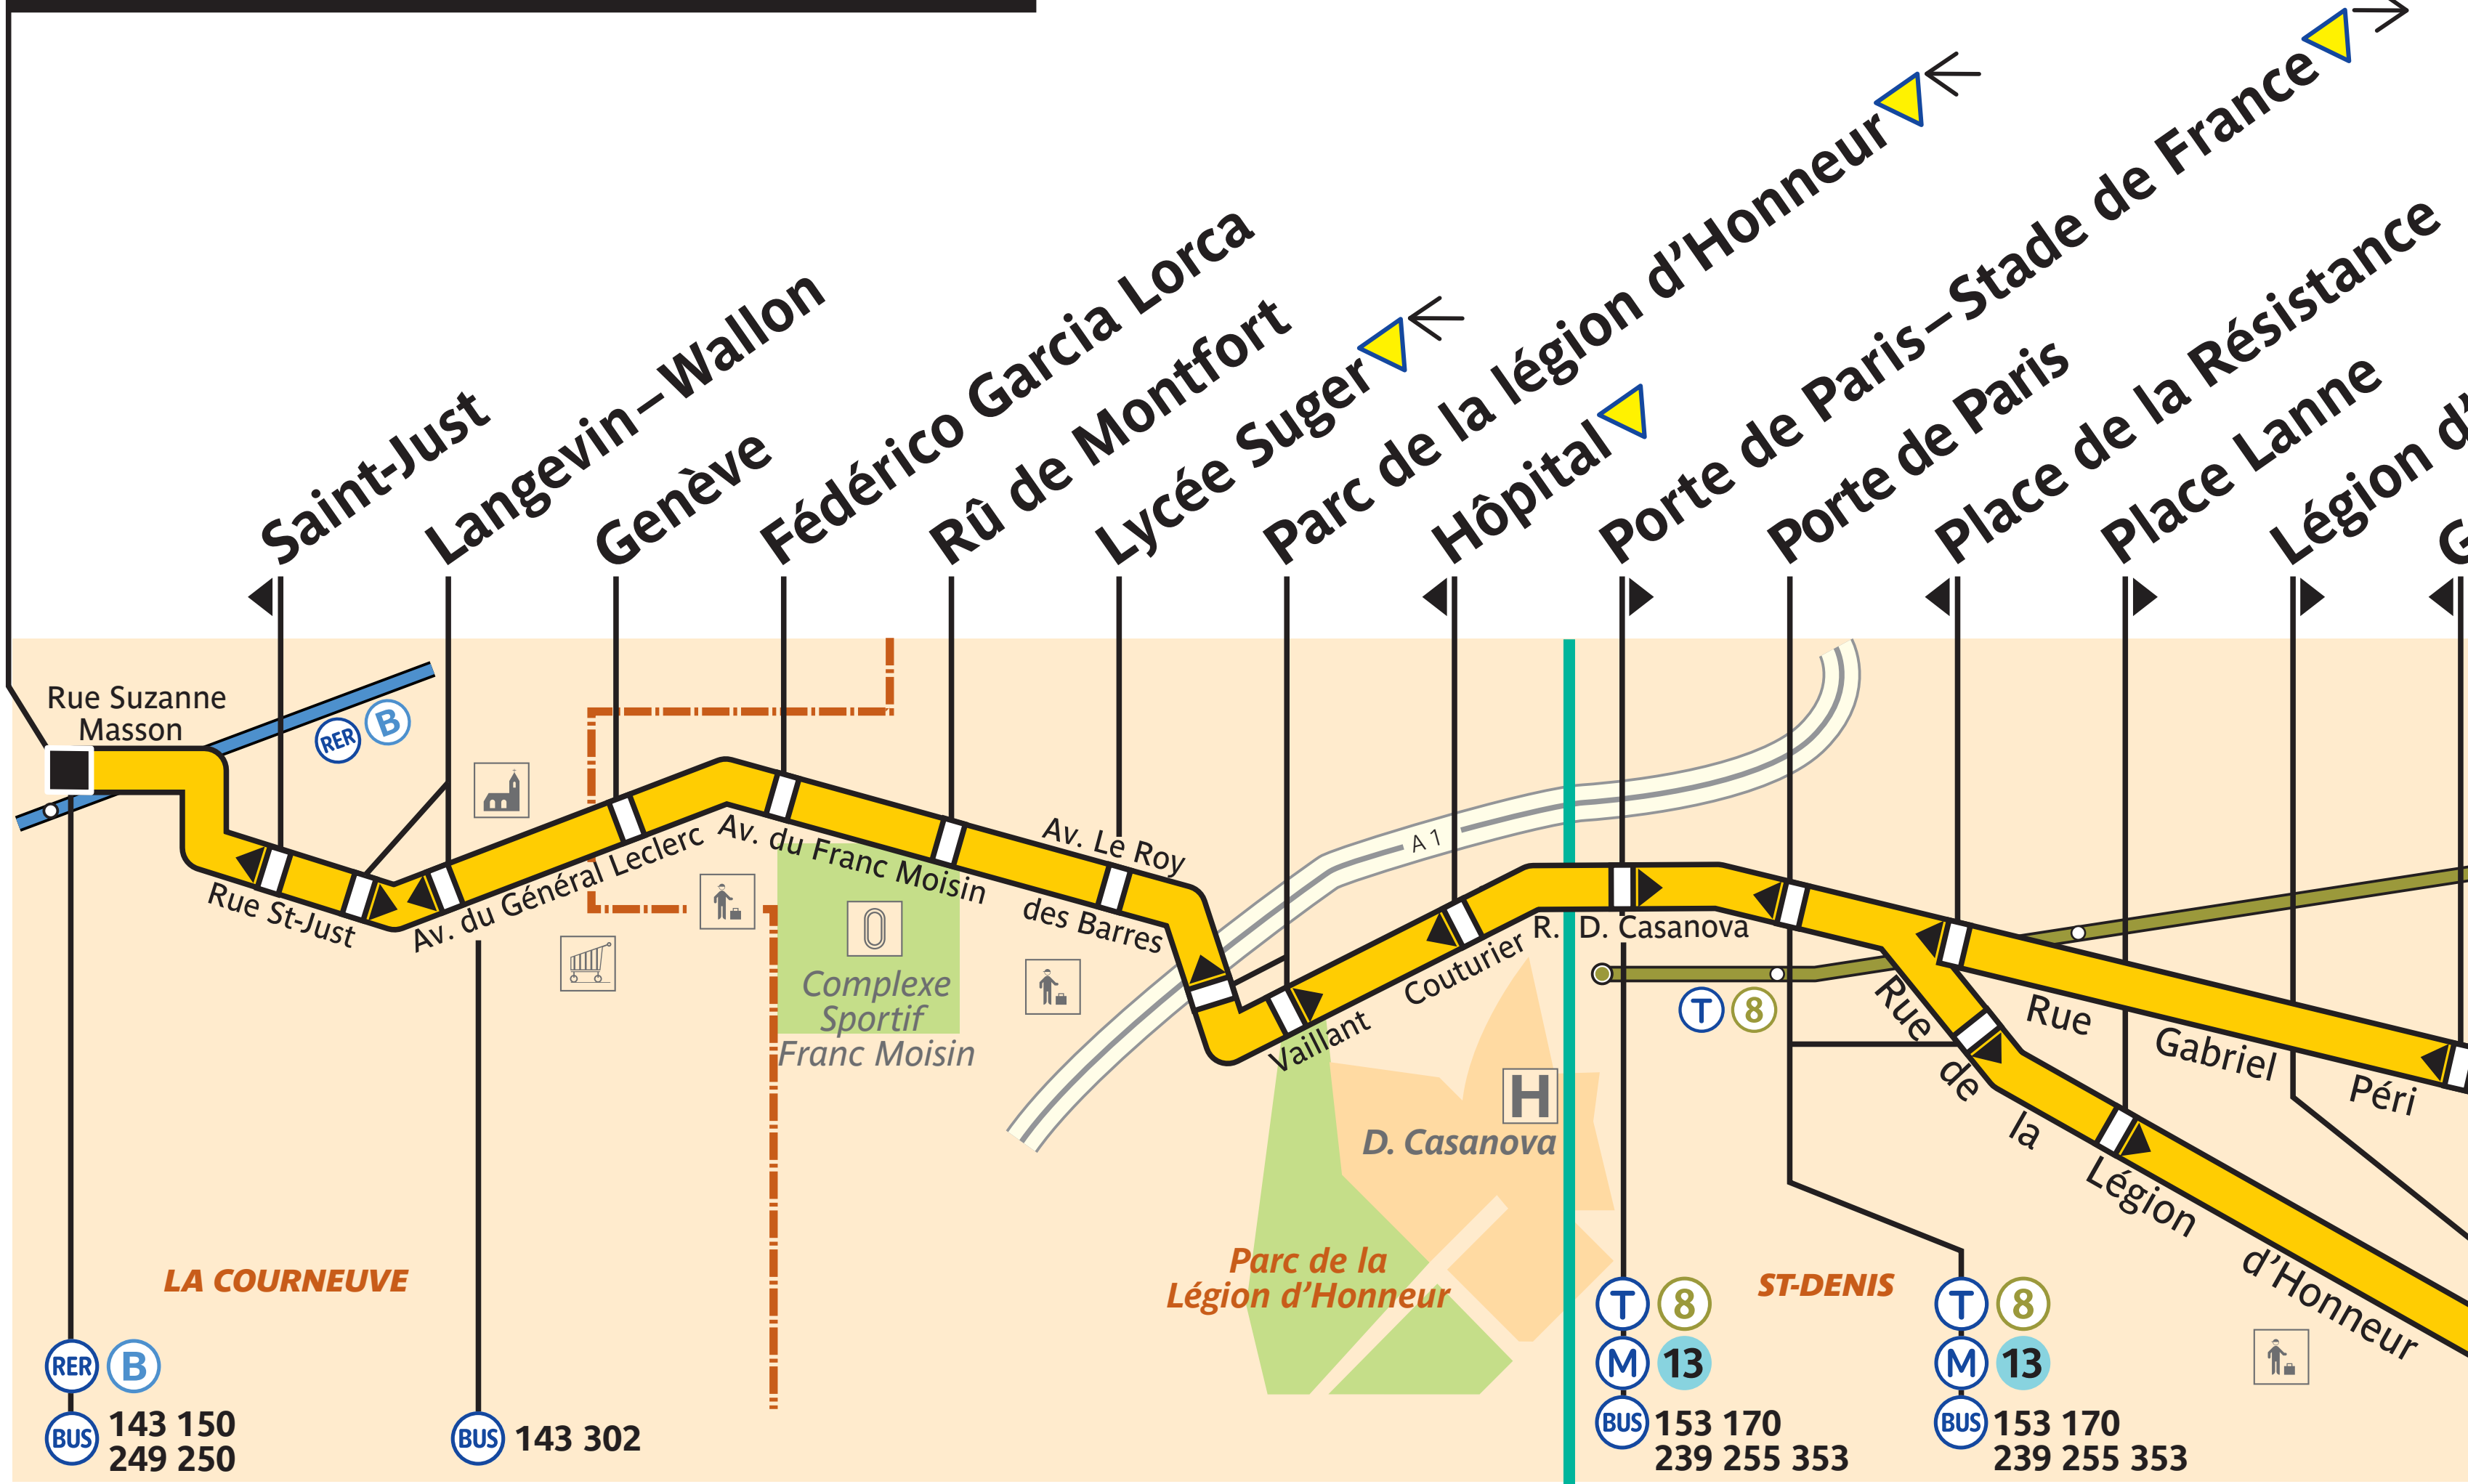 Saint-Just
Langevin–Wallon
Genève
Fédérico Garcia Lorca
Rû de Montfort
Lycée Suger
Parc de la légion d'Honneur
Hôpital
Porte de Paris–Stade de France
Porte de Paris
Place de la Résistance
Place Lanne
Légion d'
G
Rue Suzanne
Masson
RER B
Rue St-Just
Av. du Général Leclerc
Av. du Franc Moisin
Av. Le Roy
des Barres
A 1
Vaillant
Couturier
R. D. Casanova
T 8
Rue
Gabriel
Péri
Rue
de
la
Légion
d'Honneur
Complexe
Sportif
Franc Moisin
H
D. Casanova
Parc de la
Légion d'Honneur
LA COURNEUVE
ST-DENIS
RER B
BUS 143 150
249 250
BUS 143 302
T 8
M 13
BUS 153 170
239 255 353
T 8
M 13
BUS 153 170
239 255 353